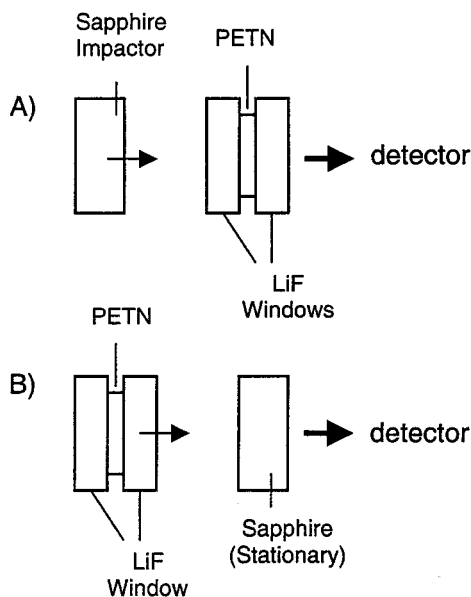 Sapphire
Impactor
PETN
A)
detector
LiF
Windows
PETN
B)
detector
Sapphire
(Stationary)
LiF
Window